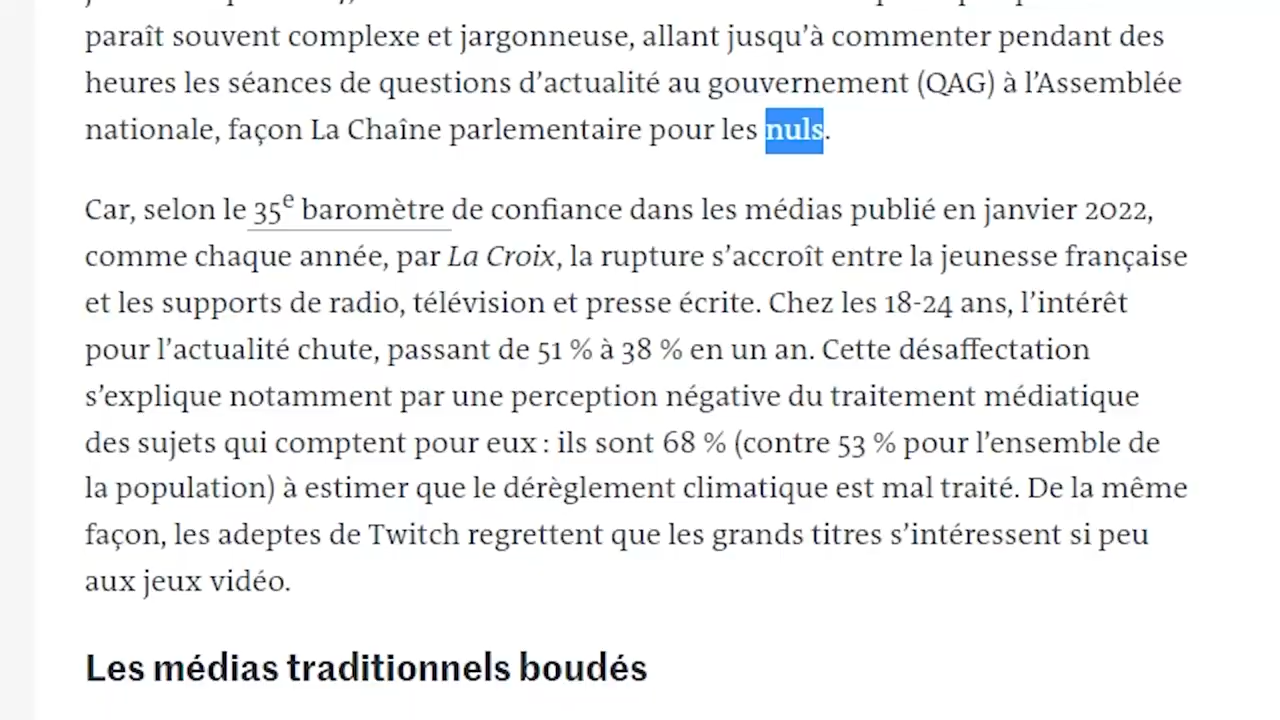 paraît souvent complexe et jargonneuse, allant jusqu’à commenter pendant des
heures les séances de questions d’actualité au gouvernement (QAG) à l’Assemblée
nationale, façon La Chaîne parlementaire pour les nuls.
Car, selon le 35e baromètre de confiance dans les médias publié en janvier 2022,
comme chaque année, par La Croix, la rupture s’accroît entre la jeunesse française
et les supports de radio, télévision et presse écrite. Chez les 18-24 ans, l’intérêt
pour l’actualité chute, passant de 51 % à 38 % en un an. Cette désaffectation
s’explique notamment par une perception négative du traitement médiatique
des sujets qui comptent pour eux : ils sont 68 % (contre 53 % pour l’ensemble de
la population) à estimer que le dérèglement climatique est mal traité. De la même
façon, les adeptes de Twitch regrettent que les grands titres s’intéressent si peu
aux jeux vidéo.
Les médias traditionnels boudés